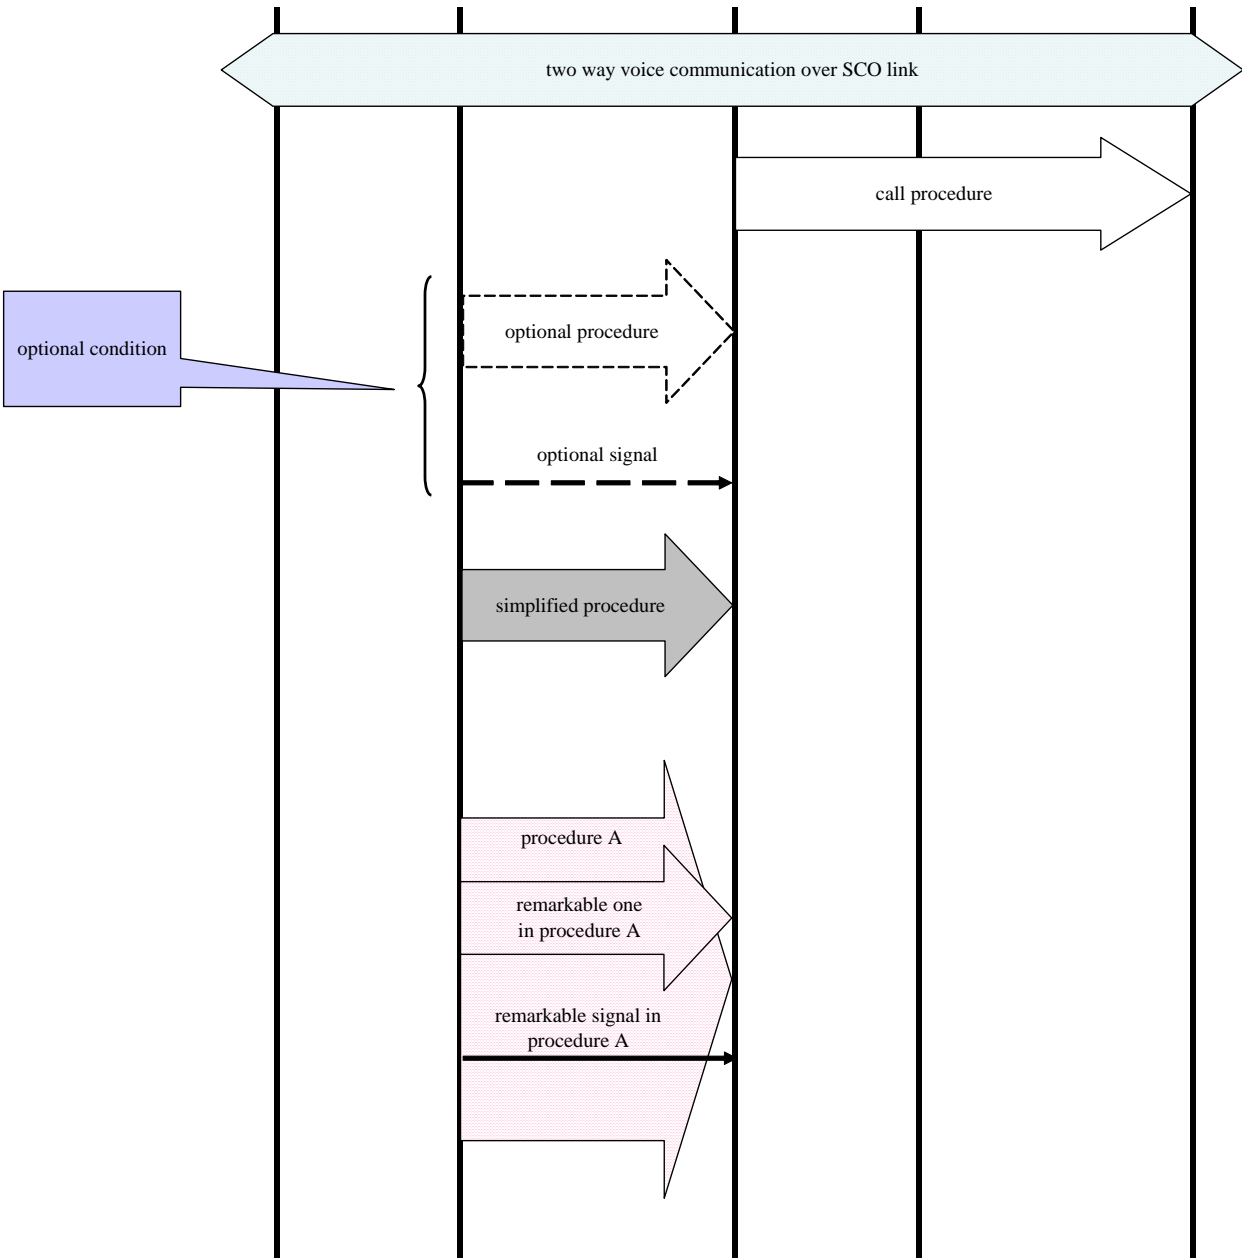 two way voice communication over SCO link
call procedure
optional condition
optional procedure
optional signal
simplified procedure
procedure A
remarkable one
in procedure A
remarkable signal in
procedure A